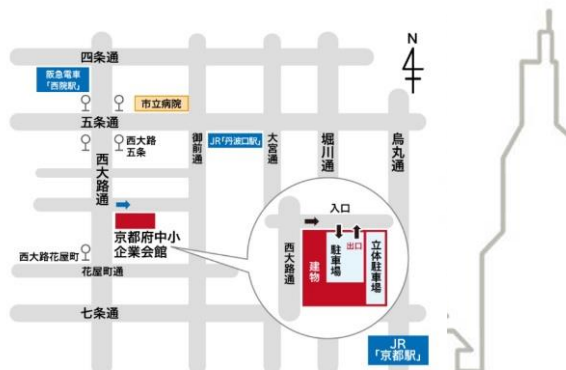 四条通
N
阪急電車
「西院駅」
市立病院
五条通
西大路
五条
御前通
JR「丹波口駅」
大宮通
堀川通
烏丸通
西大路通
京都府中小
企業会館
西大路花屋町
花屋町通
七条通
入口
西大路通
建物
駐車場
出口
立体駐車場
JR
「京都駅」